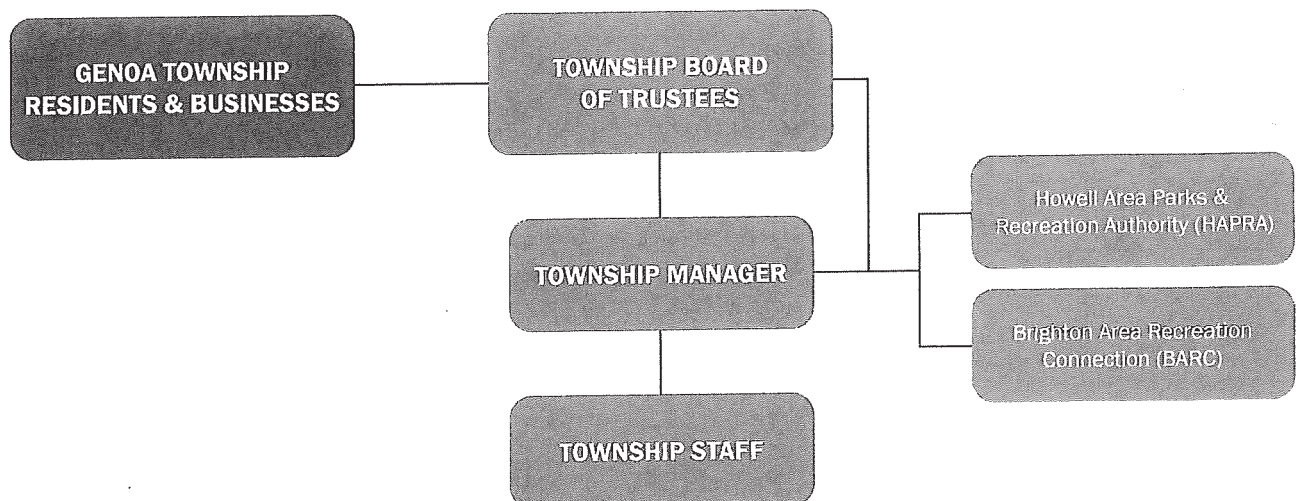 GENOA TOWNSHIP
RESIDENTS & BUSINESSES
TOWNSHIP BOARD
OF TRUSTEES
Howell Area Parks &
Recreation Authority (HAPRA)
TOWNSHIP MANAGER
Brighton Area Recreation
Connection (BARC)
TOWNSHIP STAFF